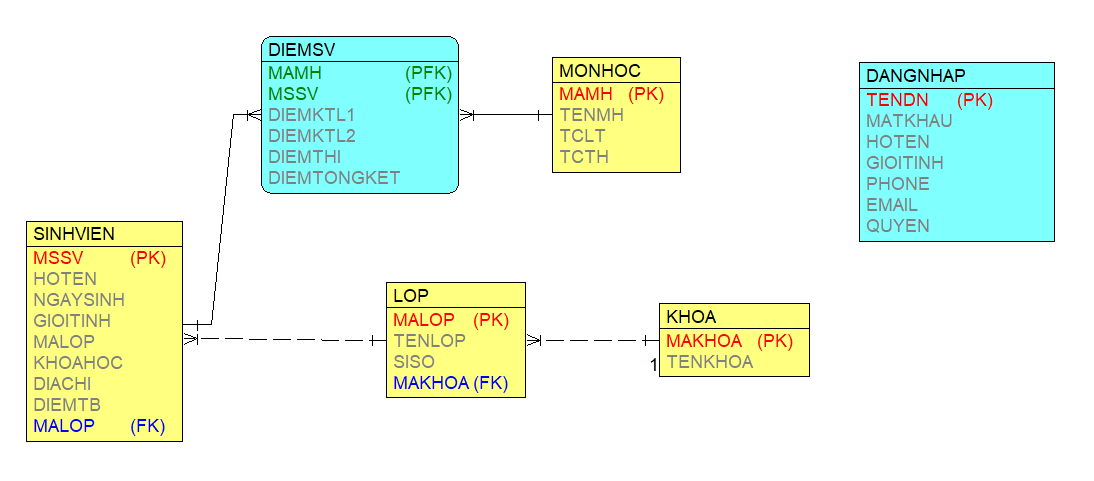 DIEMSV
MAMH (PFK)
MSSV (PFK)
DIEMKTL1
DIEMKTL2
DIEMTHI
DIEMTONGKET
MONHOC
MAMH (PK)
TENMH
TCLT
TCTH
DANGNHAP
TENDN (PK)
MATKHAU
HOTEN
GIOITINH
PHONE
EMAIL
QUYEN
SINHVIEN
MSSV (PK)
HOTEN
NGAYSINH
GIOITINH
MALOP
KHOAHOC
DIACHI
DIEMTB
MALOP (FK)
LOP
MALOP (PK)
TENLOP
SISO
MAKHOA (FK)
KHOA
MAKHOA (PK)
1
TENKHOA